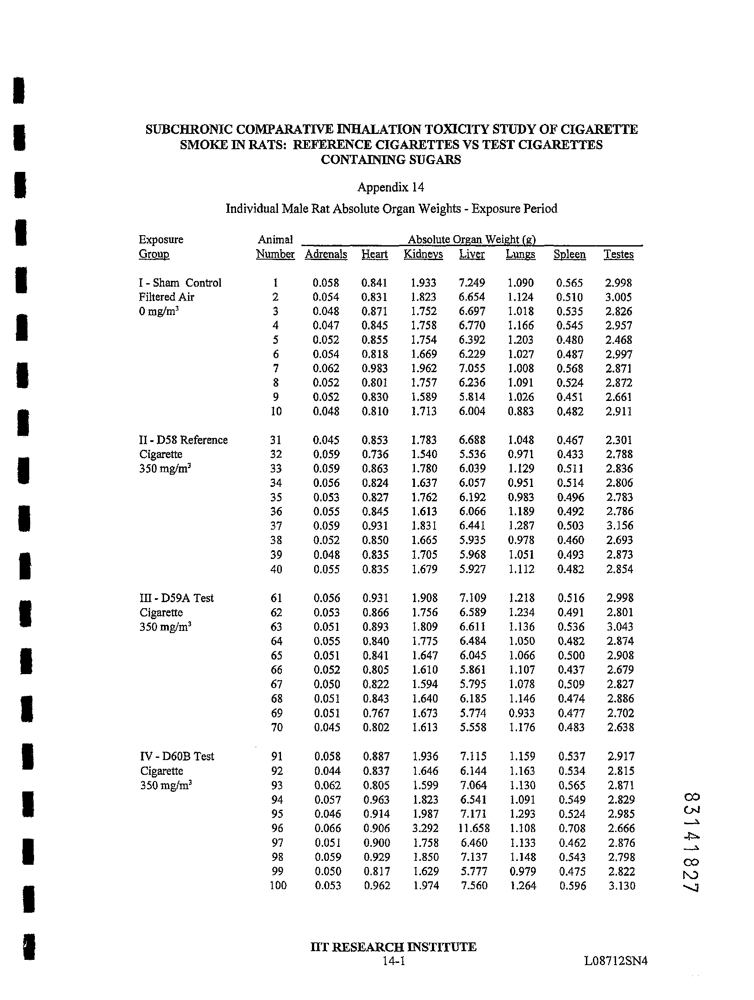 SUBCHRONIC COMPARATIVE INHALATION TOXICITY STUDY OF CIGARETTE
SMOKE IN RATS: REFERENCE CIGARETTES VS TEST CIGARETTES
CONTAINING SUGARS
Appendix 14
Individual Male Rat Absolute Organ Weights - Exposure Period
Exposure Animal Absolute Organ Weight (g)
Group Number Adrenals Heart Kidneys Liver Lungs Spleen Testes
I - Sham Control 1 0.058 0.841 1.933 7.249 1.090 0.565 2.998
Filtered Air 2 0.054 0.831 1.823 6.654 1.124 0.510 3.005
0 mg/m³ 3 0.048 0.871 1.752 6.697 1.018 0.535 2.826
4 0.047 0.845 1.758 6.770 1.166 0.545 2.957
5 0.052 0.855 1.754 6.392 1.203 0.480 2.468
6 0.054 0.818 1.669 6.229 1.027 0.487 2.997
7 0.062 0.983 1.962 7.055 1.008 0.568 2.871
8 0.052 0.801 1.757 6.236 1.091 0.524 2.872
9 0.052 0.830 1.589 5.814 1.026 0.451 2.661
10 0.048 0.810 1.713 6.004 0.883 0.482 2.911
II - D58 Reference 31 0.045 0.853 1.783 6.688 1.048 0.467 2.301
Cigarette 32 0.059 0.736 1.540 5.536 0.971 0.433 2.788
350 mg/m³ 33 0.059 0.863 1.780 6.039 1.129 0.511 2.836
34 0.056 0.824 1.637 6.057 0.951 0.514 2.806
35 0.053 0.827 1.762 6.192 0.983 0.496 2.783
36 0.055 0.845 1.613 6.066 1.189 0.492 2.786
37 0.059 0.931 1.831 6.441 1.287 0.503 3.156
38 0.052 0.850 1.665 5.935 0.978 0.460 2.693
39 0.048 0.835 1.705 5.968 1.051 0.493 2.873
40 0.055 0.835 1.679 5.927 1.112 0.482 2.854
III - D59A Test 61 0.056 0.931 1.908 7.109 1.218 0.516 2.998
Cigarette 62 0.053 0.866 1.756 6.589 1.234 0.491 2.801
350 mg/m³ 63 0.051 0.893 1.809 6.611 1.136 0.536 3.043
64 0.055 0.840 1.775 6.484 1.050 0.482 2.874
65 0.051 0.841 1.647 6.045 1.066 0.500 2.908
66 0.052 0.805 1.610 5.861 1.107 0.437 2.679
67 0.050 0.822 1.594 5.795 1.078 0.509 2.827
68 0.051 0.843 1.640 6.185 1.146 0.474 2.886
69 0.051 0.767 1.673 5.774 0.933 0.477 2.702
70 0.045 0.802 1.613 5.558 1.176 0.483 2.638
IV - D60B Test 91 0.058 0.887 1.936 7.115 1.159 0.537 2.917
Cigarette 92 0.044 0.837 1.646 6.144 1.163 0.534 2.815
350 mg/m³ 93 0.062 0.805 1.599 7.064 1.130 0.565 2.871
94 0.057 0.963 1.823 6.541 1.091 0.549 2.829
95 0.046 0.914 1.987 7.171 1.293 0.524 2.985
96 0.066 0.906 3.292 11.658 1.108 0.708 2.666
97 0.051 0.900 1.758 6.460 1.133 0.462 2.876
98 0.059 0.929 1.850 7.137 1.148 0.543 2.798
99 0.050 0.817 1.629 5.777 0.979 0.475 2.822
100 0.053 0.962 1.974 7.560 1.264 0.596 3.130
83141827
IIT RESEARCH INSTITUTE
14-1
L08712SN4